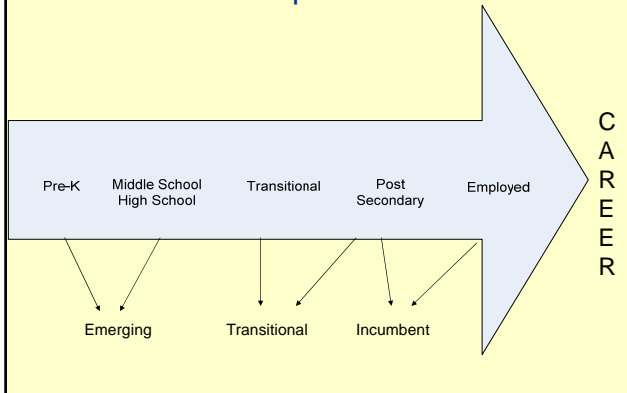 Pre-K
Middle School
High School
Transitional
Post
Secondary
Employed
C
A
R
E
E
R
Emerging
Transitional
Incumbent